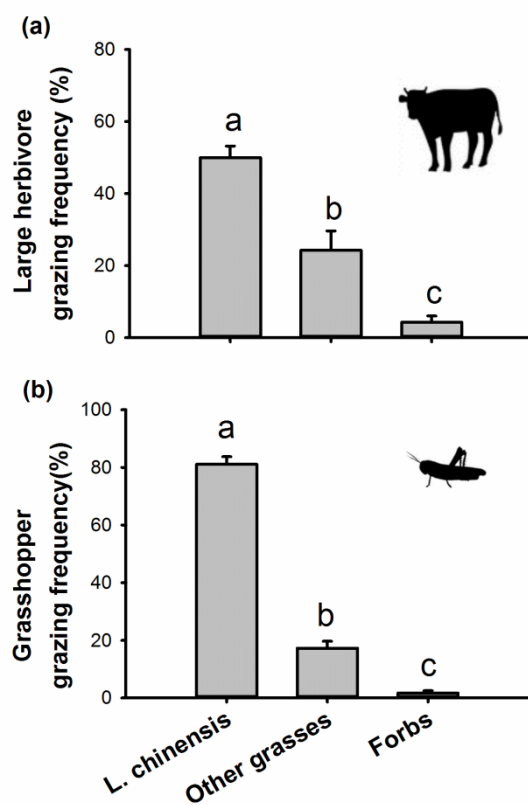 (a)
80
60
40
20
0
Large herbivore
grazing frequency (%)
a
b
c
(b)
100
80
60
40
20
0
Grasshopper
grazing frequency(%)
a
b
c
L. chinensis
Other grasses
Forbs